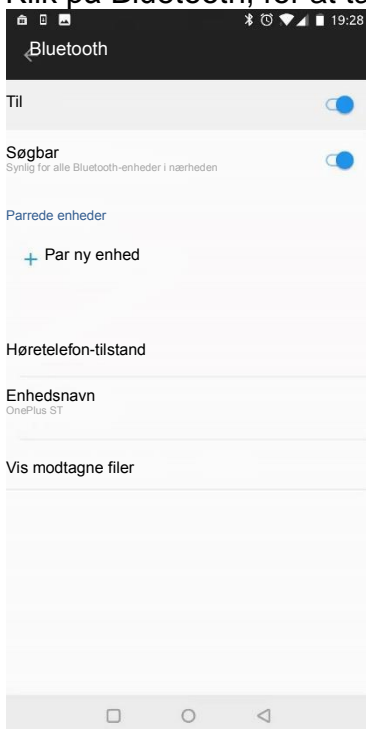 19:28
Bluetooth
Til
Søgbar
Synlig for alle Bluetooth-enheder i nærheden
Parrede enheder
+ Par ny enhed
Høretelefon-tilstand
Enhedsnavn
OnePlus ST
Vis modtagne filer